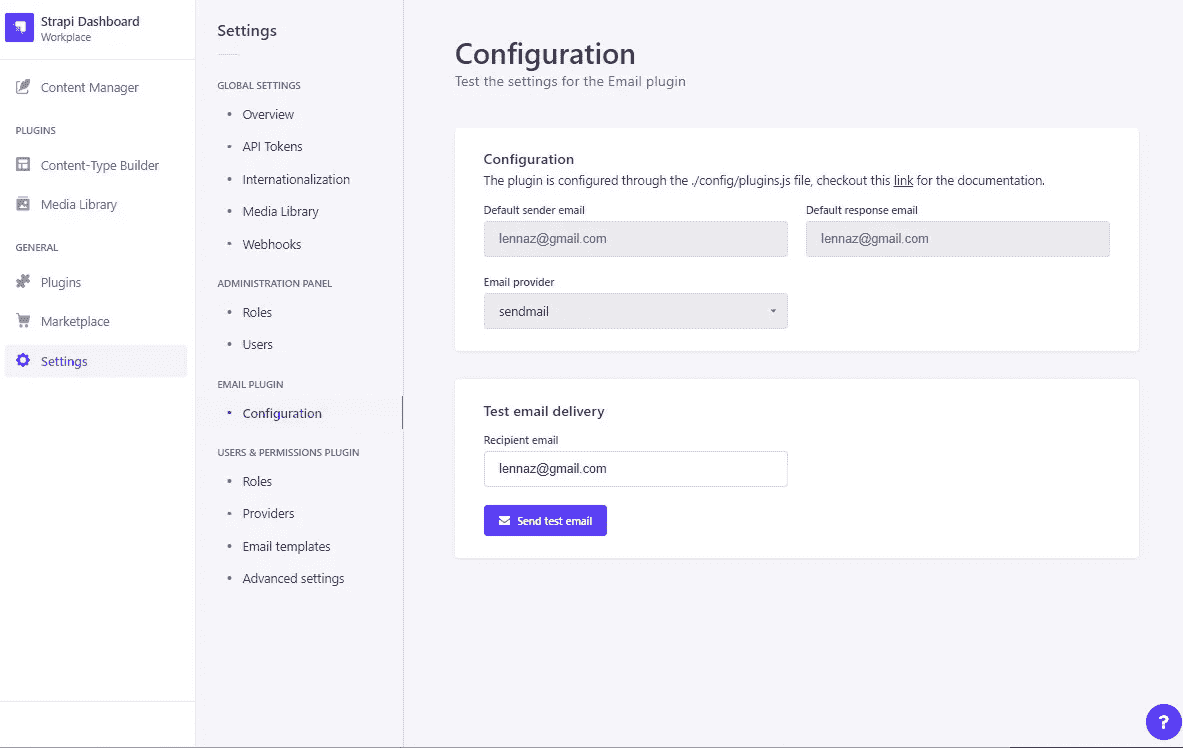 Strapi Dashboard
Workplace
Content Manager
PLUGINS
Content-Type Builder
Media Library
GENERAL
Plugins
Marketplace
Settings
Settings
GLOBAL SETTINGS
Overview
API Tokens
Internationalization
Media Library
Webhooks
ADMINISTRATION PANEL
Roles
Users
EMAIL PLUGIN
Configuration
USERS & PERMISSIONS PLUGIN
Roles
Providers
Email templates
Advanced settings
Configuration
Test the settings for the Email plugin
Configuration
The plugin is configured through the ./config/plugins.js file, checkout this link for the documentation.
Default sender email
lennaz@gmail.com
Default response email
lennaz@gmail.com
Email provider
sendmail
Test email delivery
Recipient email
lennaz@gmail.com
Send test email
?